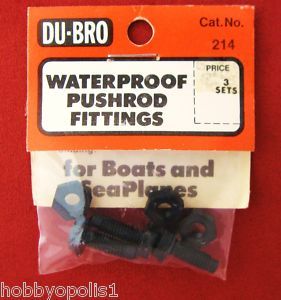 DU-BRO
Cat. No.
214
WATERPROOF
PUSHROD
FITTINGS
PRICE
3
SETS
for Boats and
SeaPlanes
hobbyopolis1